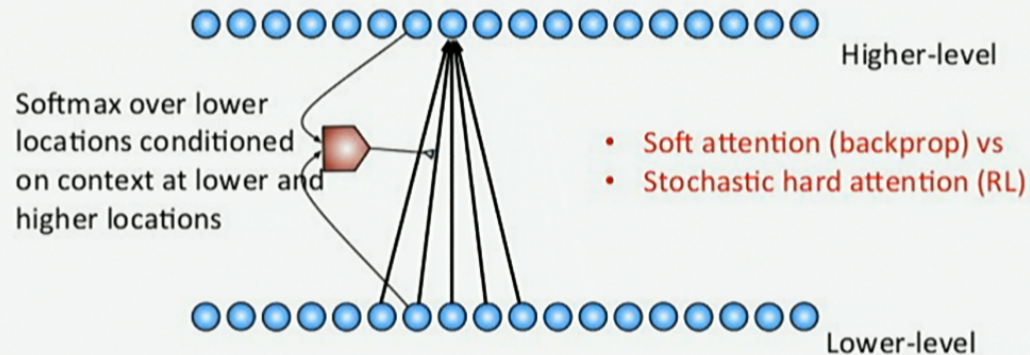 Higher-level
Softmax over lower
locations conditioned
on context at lower and
higher locations
• Soft attention (backprop) vs
• Stochastic hard attention (RL)
Lower-level